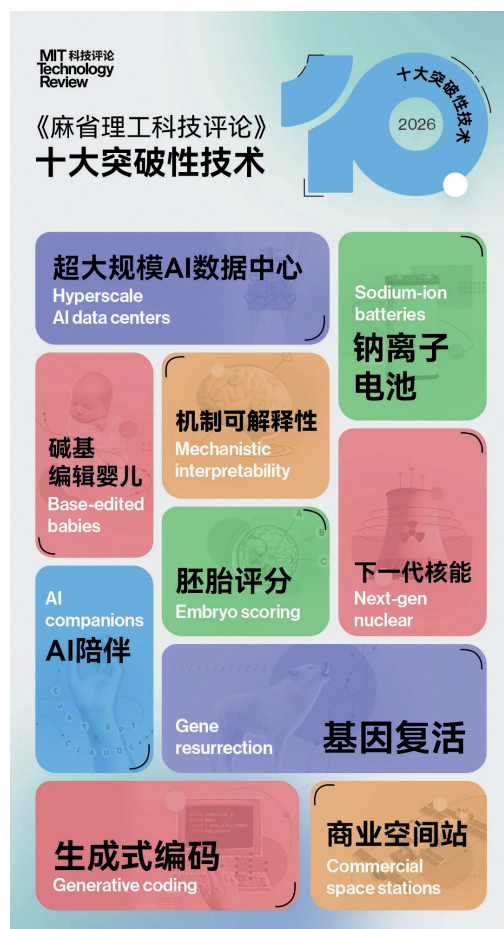 MIT 科技评论
Technology
Review
《麻省理工科技评论》
十大突破性技术
十大突破性技术
2026
超大规模AI数据中心
Hyperscale
AI data centers
Sodium-ion
batteries
钠离子
电池
碱基
编辑婴儿
Base-edited
babies
机制可解释性
Mechanistic
interpretability
A
B
C
胚胎评分
Embryo scoring
下一代核能
Next-gen
nuclear
AI
companions
AI陪伴
CHATGPT
CLAUDE
Gene
resurrection
基因复活
生成式编码
Generative coding
商业空间站
Commercial
space stations